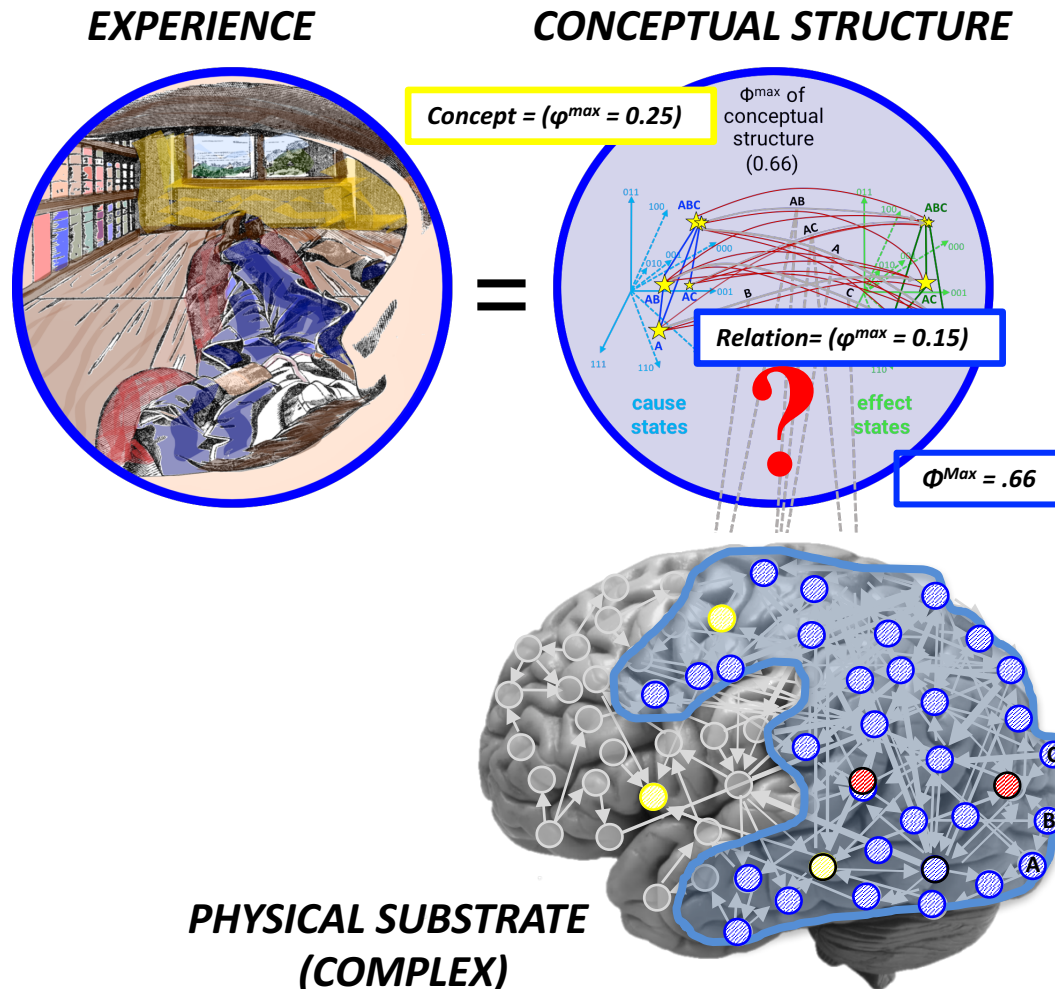 EXPERIENCE
CONCEPTUAL STRUCTURE
Concept = (φmax = 0.25)
Φmax of
conceptual
structure
(0.66)
011
100
ABC
000
001
010
001
AB
AC
A
111
110
AB
AC
A
B
C
011
100
ABC
000
010
001
AC
110
=
Relation= (φmax = 0.15)
cause
states
?
effect
states
ΦMax = .66
C
B
A
PHYSICAL SUBSTRATE
(COMPLEX)